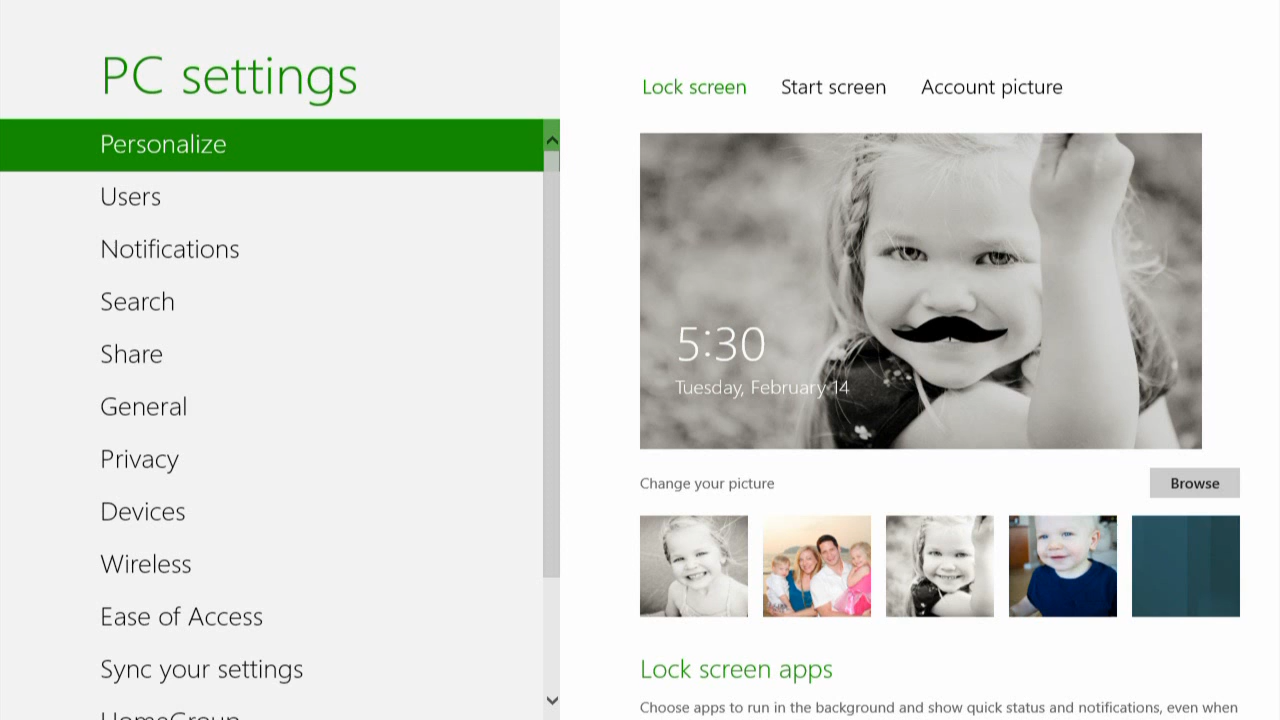 PC settings
Personalize
Users
Notifications
Search
Share
General
Privacy
Devices
Wireless
Ease of Access
Sync your settings
HomeGroup
Lock screen Start screen Account picture
5:30
Tuesday, February 14
Change your picture
Browse
Lock screen apps
Choose apps to run in the background and show quick status and notifications, even when